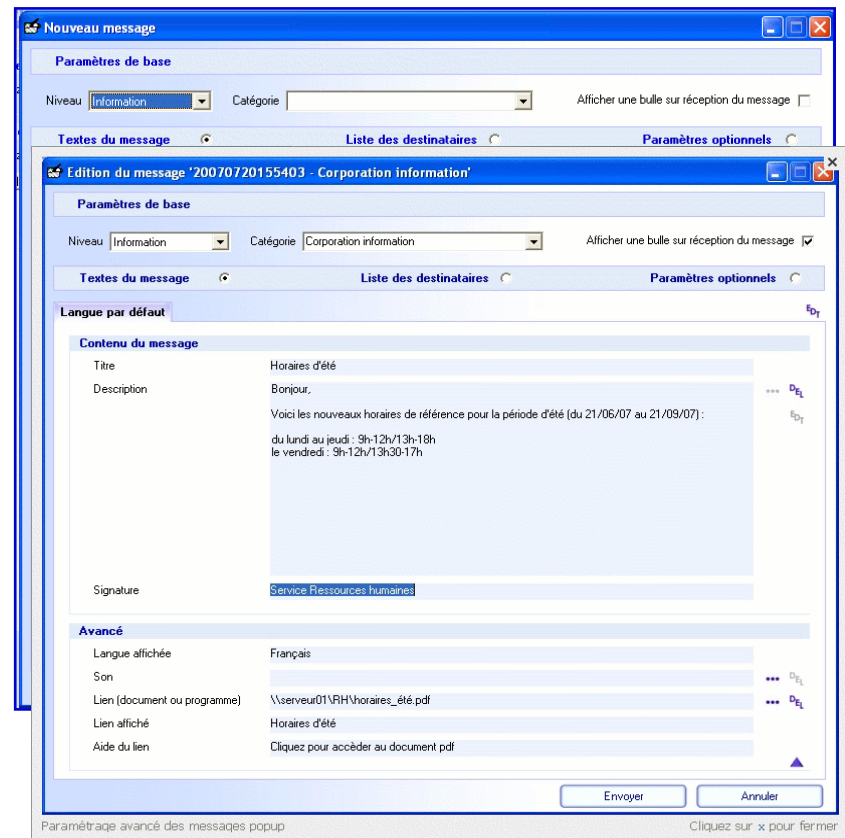 Nouveau message
Paramètres de base
Niveau Information Catégorie Afficher une bulle sur réception du message
Textes du message Liste des destinataires Paramètres optionnels
Edition du message '20070720155403 - Corporation information'
Paramètres de base
Niveau Information Catégorie Corporation information Afficher une bulle sur réception du message
Textes du message Liste des destinataires Paramètres optionnels
Langue par défaut EDT
Contenu du message
Titre Horaires d'été
Description Bonjour, ... DEL
Voici les nouveaux horaires de référence pour la période d'été (du 21/06/07 au 21/09/07) : EDT
du lundi au jeudi : 9h-12h/13h-18h
le vendredi : 9h-12h/13h30-17h
Signature Service Ressources humaines
Avancé
Langue affichée Français
Son ... DEL
Lien (document ou programme) \\serveur01\RH\horaires_été.pdf ... DEL
Lien affiché Horaires d'été
Aide du lien Cliquez pour accèder au document pdf
Envoyer Annuler
Paramétrage avancé des messages popup Cliquez sur x pour fermer